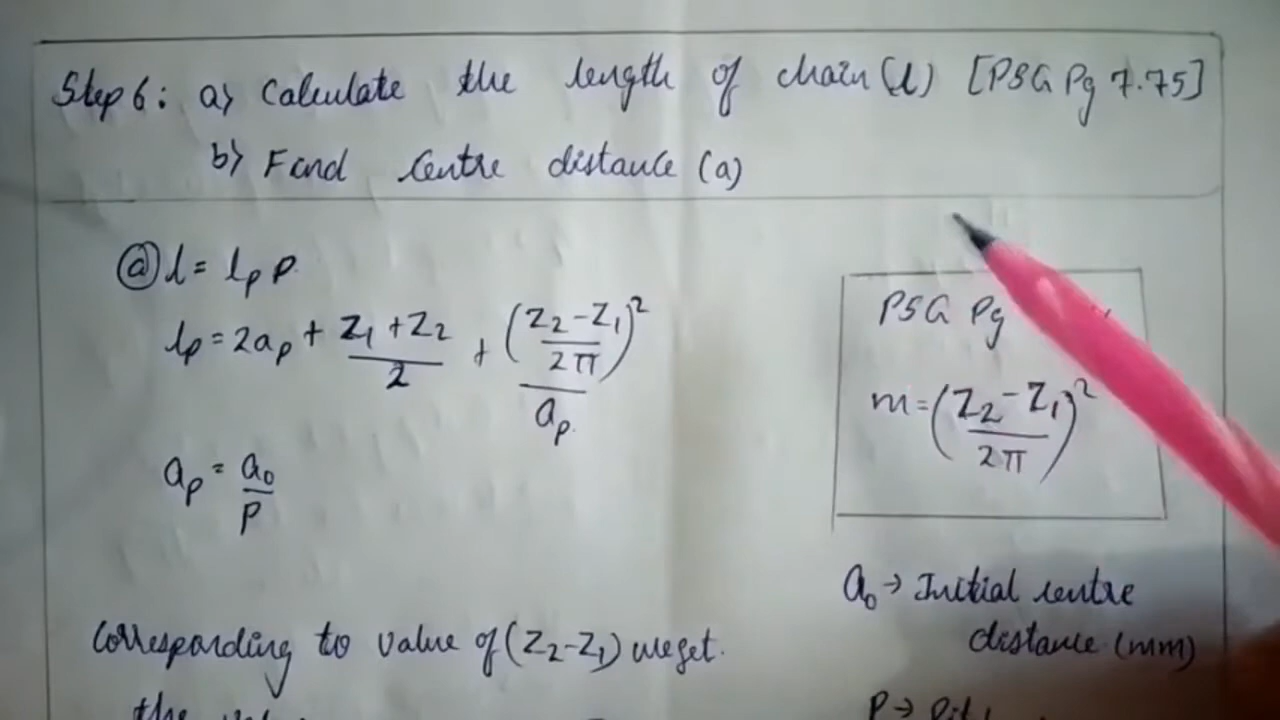 Step 6: a) Calculate the length of chain (l) [PSG Pg 7.75]
b) Find centre distance (a)
ⓐ l = lp p
lp = 2ap + (Z1 + Z2)/2 + ((Z2 - Z1)/2π)²/ap
ap = a0/p
PSG Pg
m = ((Z2 - Z1)/2π)²
a0 → Initial centre
distance (mm)
Corresponding to value of (Z2-Z1) we get
the
P →